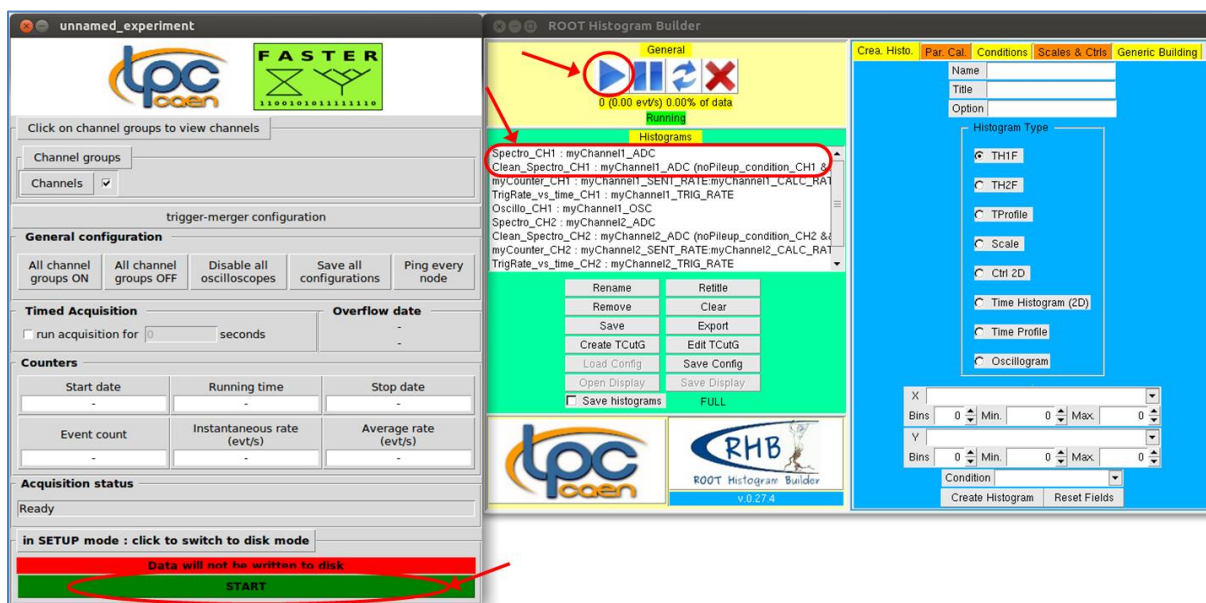 unnamed_experiment
lpc
caen
FASTER
11001010111111110
Click on channel groups to view channels
Channel groups
Channels
trigger-merger configuration
General configuration
All channel groups ON
All channel groups OFF
Disable all oscilloscopes
Save all configurations
Ping every node
Timed Acquisition
run acquisition for 0 seconds
Overflow date
-
-
Counters
Start date
Running time
Stop date
-
-
-
Event count
Instantaneous rate (evt/s)
Average rate (evt/s)
-
-
-
Acquisition status
Ready
in SETUP mode : click to switch to disk mode
Data will not be written to disk
START
ROOT Histogram Builder
General
0 (0.00 evt/s) 0.00% of data
Running
Histograms
Spectro_CH1 : myChannel1_ADC
Clean_Spectro_CH1 : myChannel1_ADC (noPileup_condition_CH1 &
myCounter_CH1 : myChannel1_SENT_RATE:myChannel1_CALC_RAT
TrigRate_vs_time_CH1 : myChannel1_TRIG_RATE
Oscillo_CH1 : myChannel1_OSC
Spectro_CH2 : myChannel2_ADC
Clean_Spectro_CH2 : myChannel2_ADC (noPileup_condition_CH2 &&
myCounter_CH2 : myChannel2_SENT_RATE:myChannel2_CALC_RAT
TrigRate_vs_time_CH2 : myChannel2_TRIG_RATE
Rename
Retitle
Remove
Clear
Save
Export
Create TCutG
Edit TCutG
Load Config
Save Config
Open Display
Save Display
Save histograms
FULL
lpc
caen
RHB
ROOT Histogram Builder
v.0.27.4
Crea. Histo.
Par. Cal.
Conditions
Scales & Ctrls
Generic Building
Name
Title
Option
Histogram Type
TH1F
TH2F
TProfile
Scale
Ctrl 2D
Time Histogram (2D)
Time Profile
Oscillogram
X
Bins 0 Min. 0 Max. 0
Y
Bins 0 Min. 0 Max. 0
Condition
Create Histogram
Reset Fields